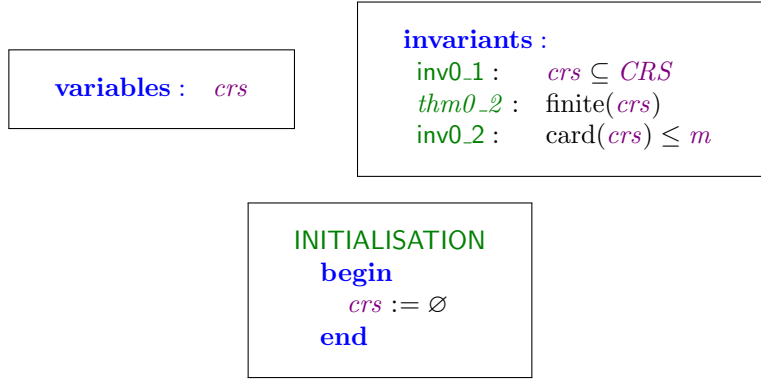 variables : crs
invariants :
inv0_1 : crs ⊆ CRS
thm0_2 : finite(crs)
inv0_2 : card(crs) ≤ m
INITIALISATION
begin
crs := ∅
end